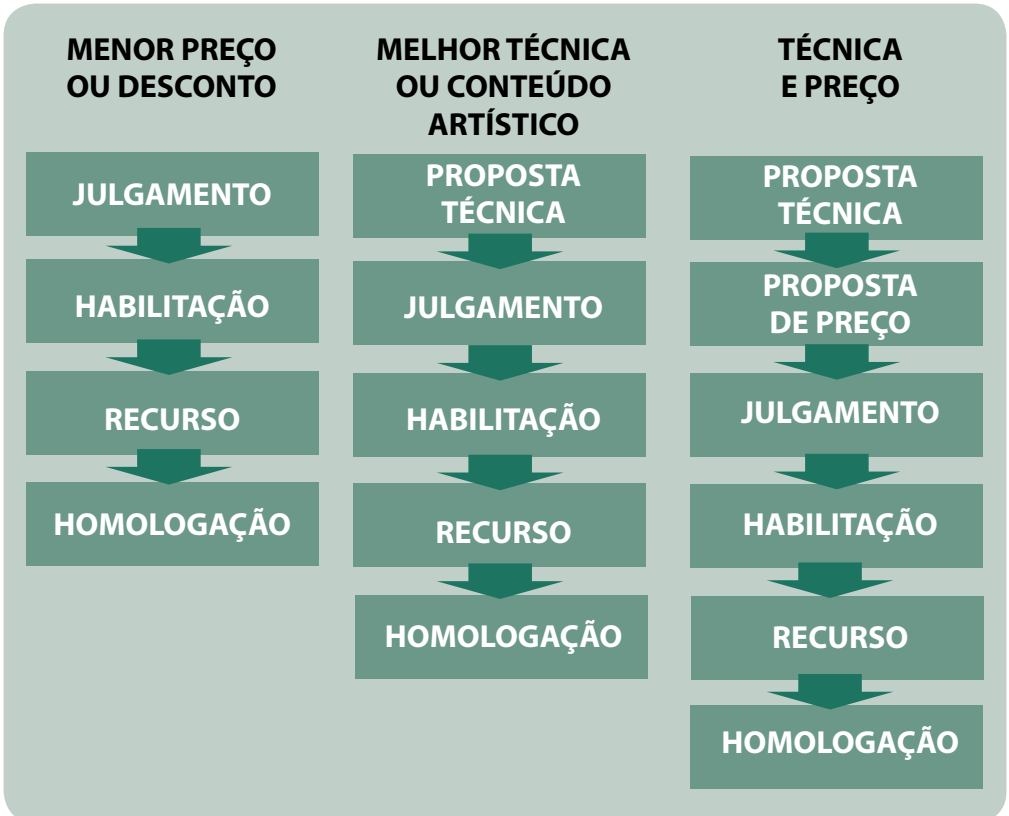 MENOR PREÇO
OU DESCONTO
JULGAMENTO
HABILITAÇÃO
RECURSO
HOMOLOGAÇÃO
MELHOR TÉCNICA
OU CONTEÚDO
ARTÍSTICO
PROPOSTA
TÉCNICA
JULGAMENTO
HABILITAÇÃO
RECURSO
HOMOLOGAÇÃO
TÉCNICA
E PREÇO
PROPOSTA
TÉCNICA
PROPOSTA
DE PREÇO
JULGAMENTO
HABILITAÇÃO
RECURSO
HOMOLOGAÇÃO